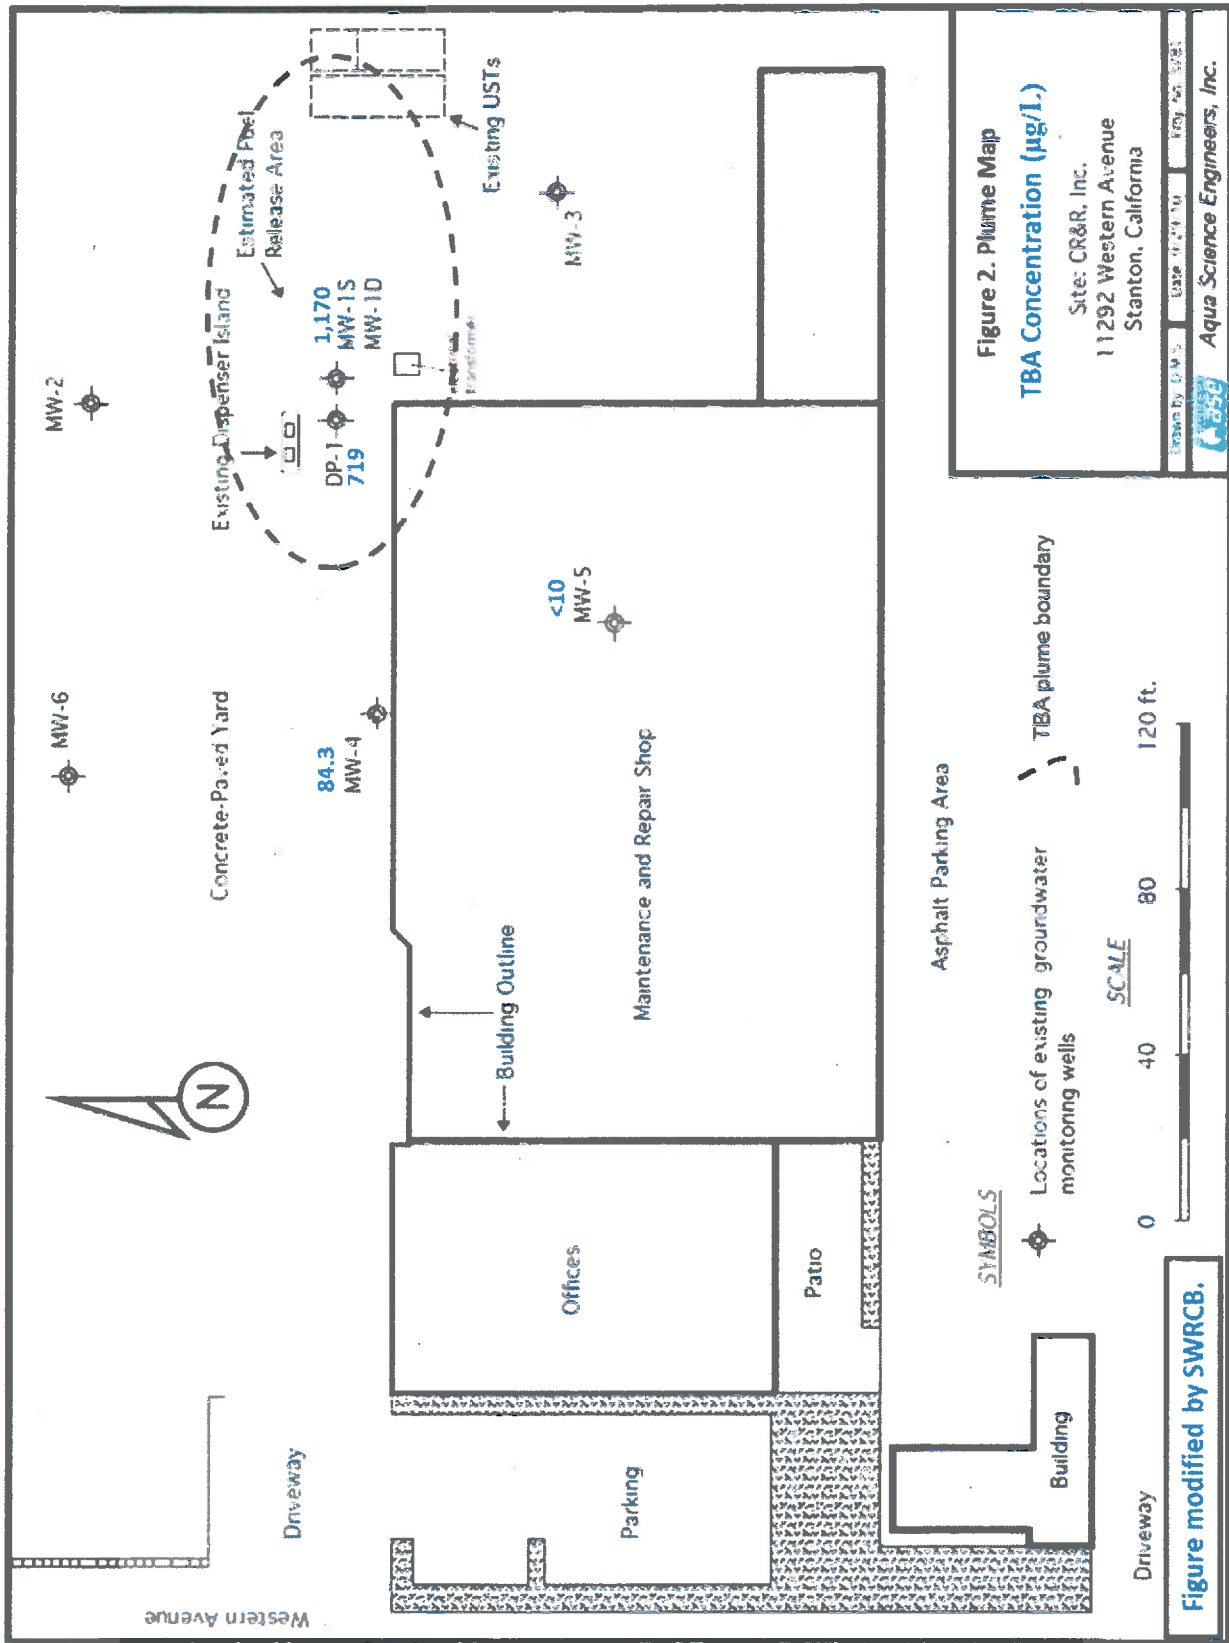 MW-6
MW-2
Concrete-Paved Yard
Existing Dispenser Island
Estimated Fuel
Release Area
84.3
MW-4
DP-1
719
1,170
MW-1S
MW-1D
transformer
Existing USTs
<10
MW-5
MW-3
Western Avenue
Driveway
Building Outline
Maintenance and Repair Shop
Offices
Parking
Patio
Asphalt Parking Area
Building
Driveway
SYMBOLS
Locations of existing groundwater
monitoring wells
TBA plume boundary
SCALE
0 40 80 120 ft.
N
Figure modified by SWRCB.
Figure 2. Plume Map
TBA Concentration (µg/L)
Site: CR&R, Inc.
11292 Western Avenue
Stanton, California
Drawn by
Date
Aqua Science Engineers, Inc.